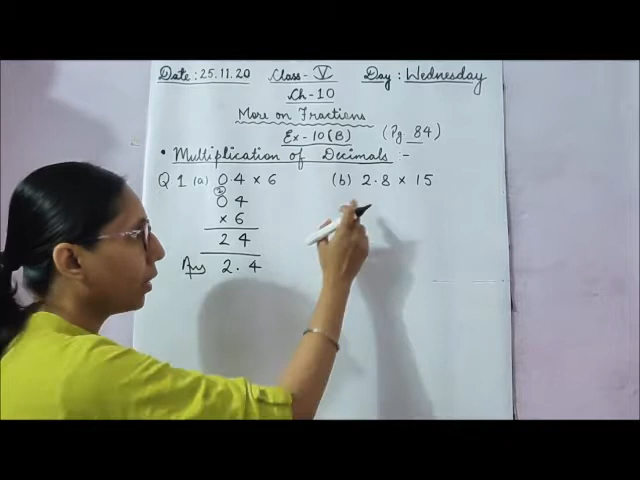 Date: 25.11.20 Class - V Day: Wednesday
Ch - 10
More on Fractions
Ex - 10(B) (Pg 84)
• Multiplication of Decimals :-
Q 1 (a) 0.4 × 6 (b) 2.8 × 15
2
0 4
× 6
2 4
Ans 2.4